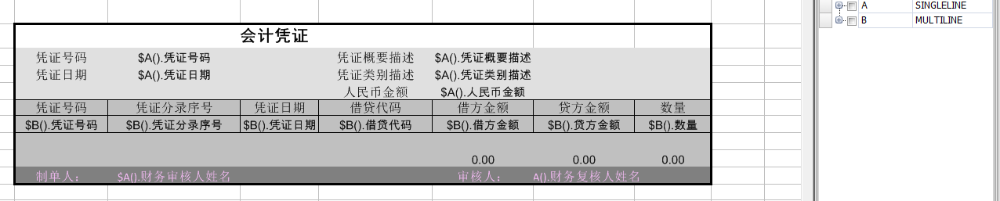 会计凭证
凭证号码 $A().凭证号码 凭证概要描述 $A().凭证概要描述
凭证日期 $A().凭证日期 凭证类别描述 $A().凭证类别描述
人民币金额 $A().人民币金额
凭证号码 凭证分录序号 凭证日期 借贷代码 借方金额 贷方金额 数量
$B().凭证号码 $B().凭证分录序号 $B().凭证日期 $B().借贷代码 $B().借方金额 $B().贷方金额 $B().数量
0.00 0.00 0.00
制单人: $A().财务审核人姓名 审核人: A().财务复核人姓名
A SINGLELINE
B MULTILINE